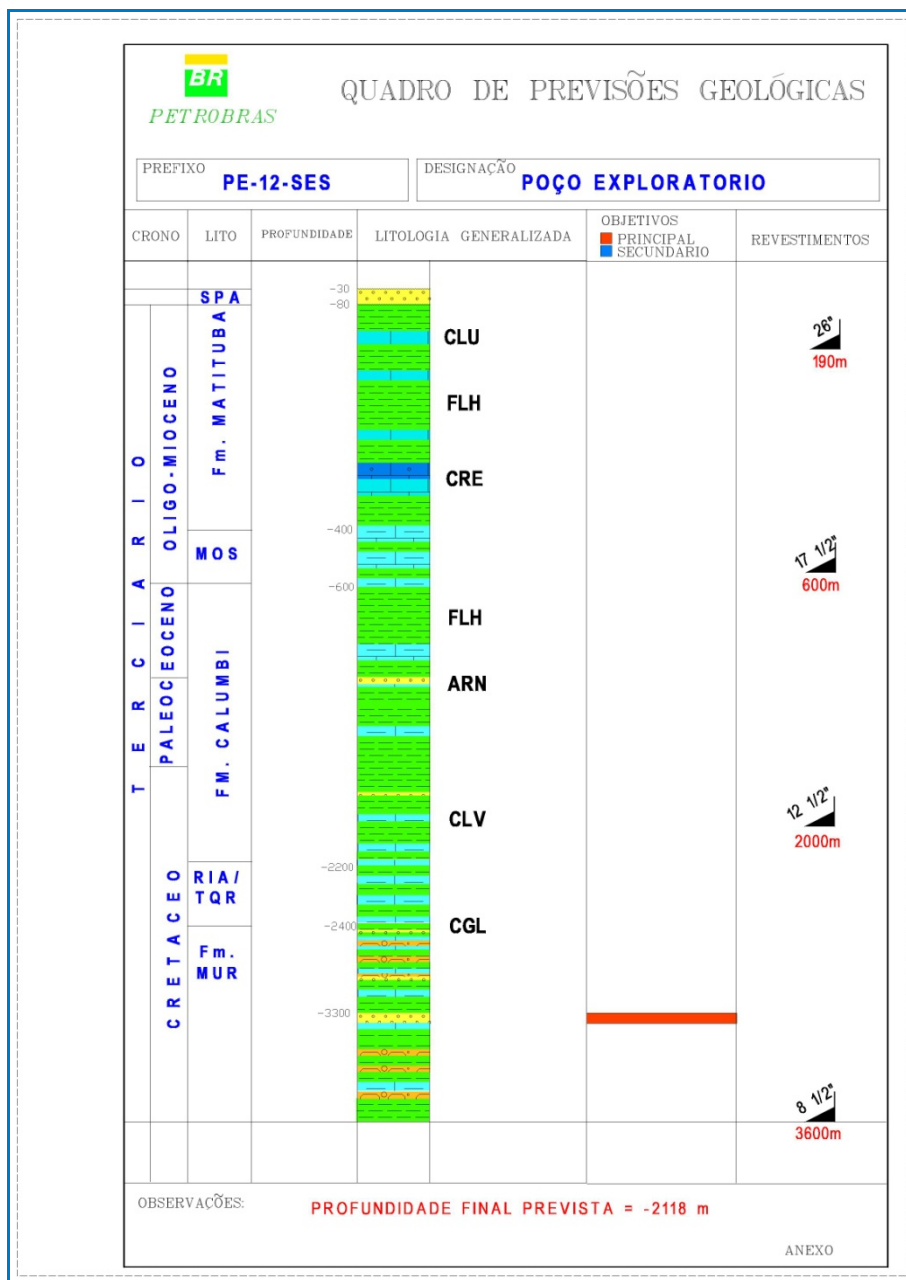 BR
PETROBRAS
QUADRO DE PREVISÕES GEOLÓGICAS
PREFIXO
PE-12-SES
DESIGNAÇÃO
POÇO EXPLORATORIO
CRONO
LITO
PROFUNDIDADE
LITOLOGIA GENERALIZADA
OBJETIVOS
PRINCIPAL
SECUNDARIO
REVESTIMENTOS
TERCIARIO
OLIGO-MIOCENO
EOCENO
PALEOC
CRETACEO
SPA
Fm. MATITUBA
MOS
FM. CALUMBI
RIA/
TQR
Fm.
MUR
-30
-80
-400
-600
-2200
-2400
-3300
CLU
FLH
CRE
FLH
ARN
CLV
CGL
26"
190m
17 1/2"
600m
12 1/2"
2000m
8 1/2"
3600m
OBSERVAÇÕES:
PROFUNDIDADE FINAL PREVISTA = -2118 m
ANEXO